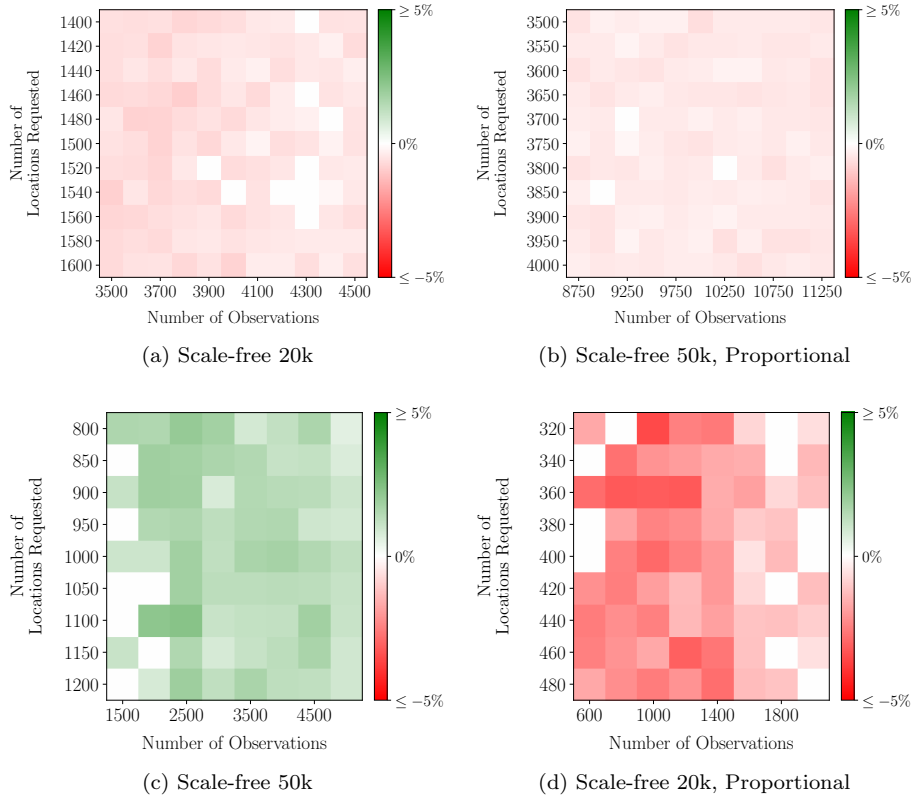 1400
1420
1440
1460
1480
1500
1520
1540
1560
1580
1600
Number of
Locations Requested
3500 3700 3900 4100 4300 4500
Number of Observations
≥ 5%
0%
≤ −5%
(a) Scale-free 20k
3500
3550
3600
3650
3700
3750
3800
3850
3900
3950
4000
Number of
Locations Requested
8750 9250 9750 10250 10750 11250
Number of Observations
≥ 5%
0%
≤ −5%
(b) Scale-free 50k, Proportional
800
850
900
950
1000
1050
1100
1150
1200
Number of
Locations Requested
1500 2500 3500 4500
Number of Observations
≥ 5%
0%
≤ −5%
(c) Scale-free 50k
320
340
360
380
400
420
440
460
480
Number of
Locations Requested
600 1000 1400 1800
Number of Observations
≥ 5%
0%
≤ −5%
(d) Scale-free 20k, Proportional